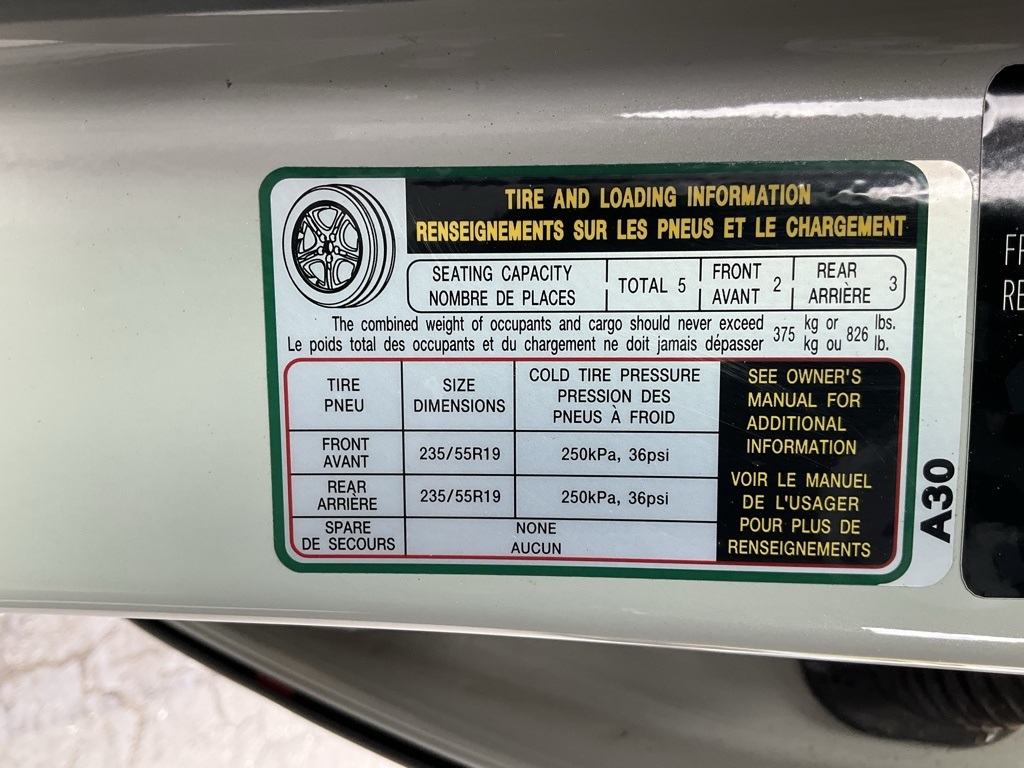 TIRE AND LOADING INFORMATION
RENSEIGNEMENTS SUR LES PNEUS ET LE CHARGEMENT
SEATING CAPACITY
NOMBRE DE PLACES
TOTAL 5
FRONT
AVANT
2
REAR
ARRIÈRE
3
The combined weight of occupants and cargo should never exceed 375 kg or 826 lbs.
Le poids total des occupants et du chargement ne doit jamais dépasser kg ou lb.
TIRE
PNEU
SIZE
DIMENSIONS
COLD TIRE PRESSURE
PRESSION DES
PNEUS À FROID
FRONT
AVANT
235/55R19
250kPa, 36psi
REAR
ARRIÈRE
235/55R19
250kPa, 36psi
SPARE
DE SECOURS
NONE
AUCUN
SEE OWNER'S
MANUAL FOR
ADDITIONAL
INFORMATION
VOIR LE MANUEL
DE L'USAGER
POUR PLUS DE
RENSEIGNEMENTS
A30